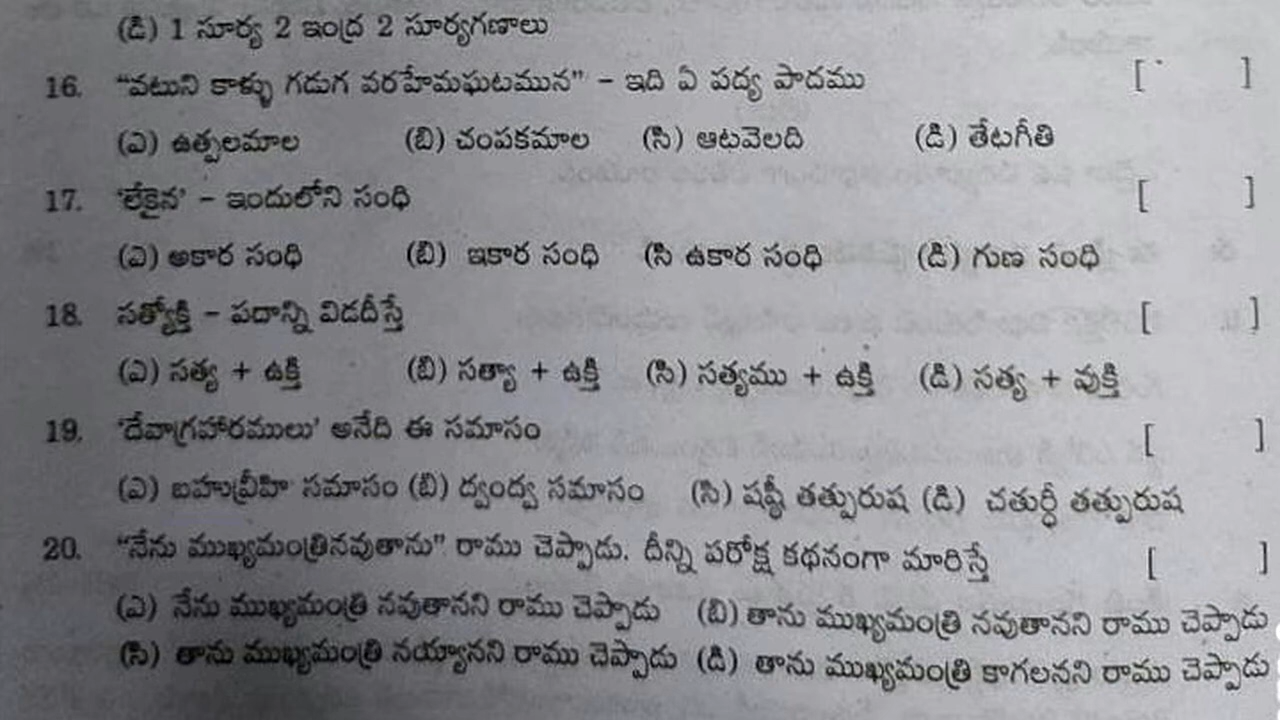 (డి) 1 సూర్య 2 ఇంద్ర 2 సూర్యగణాలు
16. “వటుని కాళ్ళు గడుగ వరహేమఘటమున” – ఇది ఏ పద్య పాదము [ ]
(ఎ) ఉత్పలమాల (బి) చంపకమాల (సి) ఆటవెలది (డి) తేటగీతి
17. ‘లేకైన’ – ఇందులోని సంధి [ ]
(ఎ) అకార సంధి (బి) ఇకార సంధి (సి ఉకార సంధి (డి) గుణ సంధి
18. సత్యోక్తి – పదాన్ని విడదీస్తే [ ]
(ఎ) సత్య + ఉక్తి (బి) సత్యా + ఉక్తి (సి) సత్యము + ఉక్తి (డి) సత్య + వుక్తి
19. ‘దేవాగ్రహారములు’ అనేది ఈ సమాసం [ ]
(ఎ) బహువ్రీహి సమాసం (బి) ద్వంద్వ సమాసం (సి) షష్ఠీ తత్పురుష (డి) చతుర్థీ తత్పురుష
20. “నేను ముఖ్యమంత్రినవుతాను” రాము చెప్పాడు. దీన్ని పరోక్ష కథనంగా మారిస్తే [ ]
(ఎ) నేను ముఖ్యమంత్రి నవుతానని రాము చెప్పాడు (బి) తాను ముఖ్యమంత్రి నవుతానని రాము చెప్పాడు
(సి) తాను ముఖ్యమంత్రి నయ్యానని రాము చెప్పాడు (డి) తాను ముఖ్యమంత్రి కాగలనని రాము చెప్పాడు